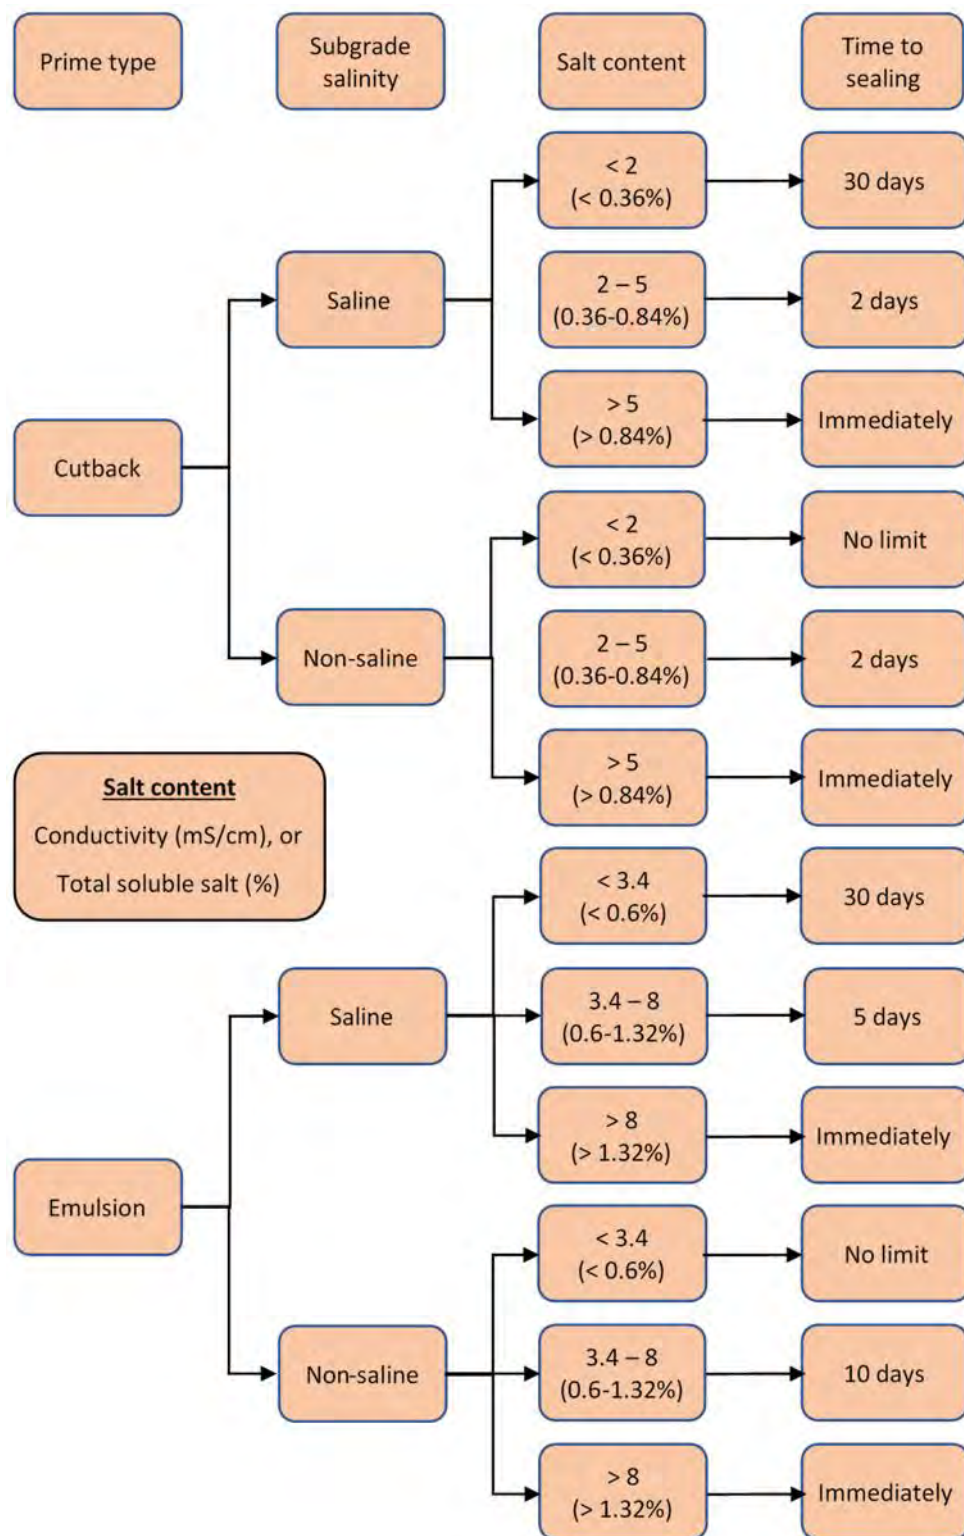 Prime type
Subgrade
salinity
Salt content
Time to
sealing
< 2
(< 0.36%)
30 days
Saline
2 – 5
(0.36-0.84%)
2 days
> 5
(> 0.84%)
Immediately
Cutback
< 2
(< 0.36%)
No limit
Non-saline
2 – 5
(0.36-0.84%)
2 days
> 5
(> 0.84%)
Immediately
Salt content
Conductivity (mS/cm), or
Total soluble salt (%)
< 3.4
(< 0.6%)
30 days
Saline
3.4 – 8
(0.6-1.32%)
5 days
> 8
(> 1.32%)
Immediately
Emulsion
< 3.4
(< 0.6%)
No limit
Non-saline
3.4 – 8
(0.6-1.32%)
10 days
> 8
(> 1.32%)
Immediately